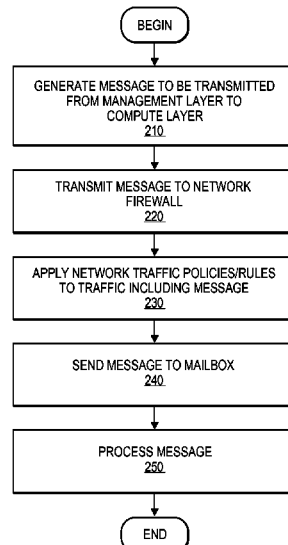 BEGIN
GENERATE MESSAGE TO BE TRANSMITTED
FROM MANAGEMENT LAYER TO
COMPUTE LAYER
210
TRANSMIT MESSAGE TO NETWORK
FIREWALL
220
APPLY NETWORK TRAFFIC POLICIES/RULES
TO TRAFFIC INCLUDING MESSAGE
230
SEND MESSAGE TO MAILBOX
240
PROCESS MESSAGE
250
END